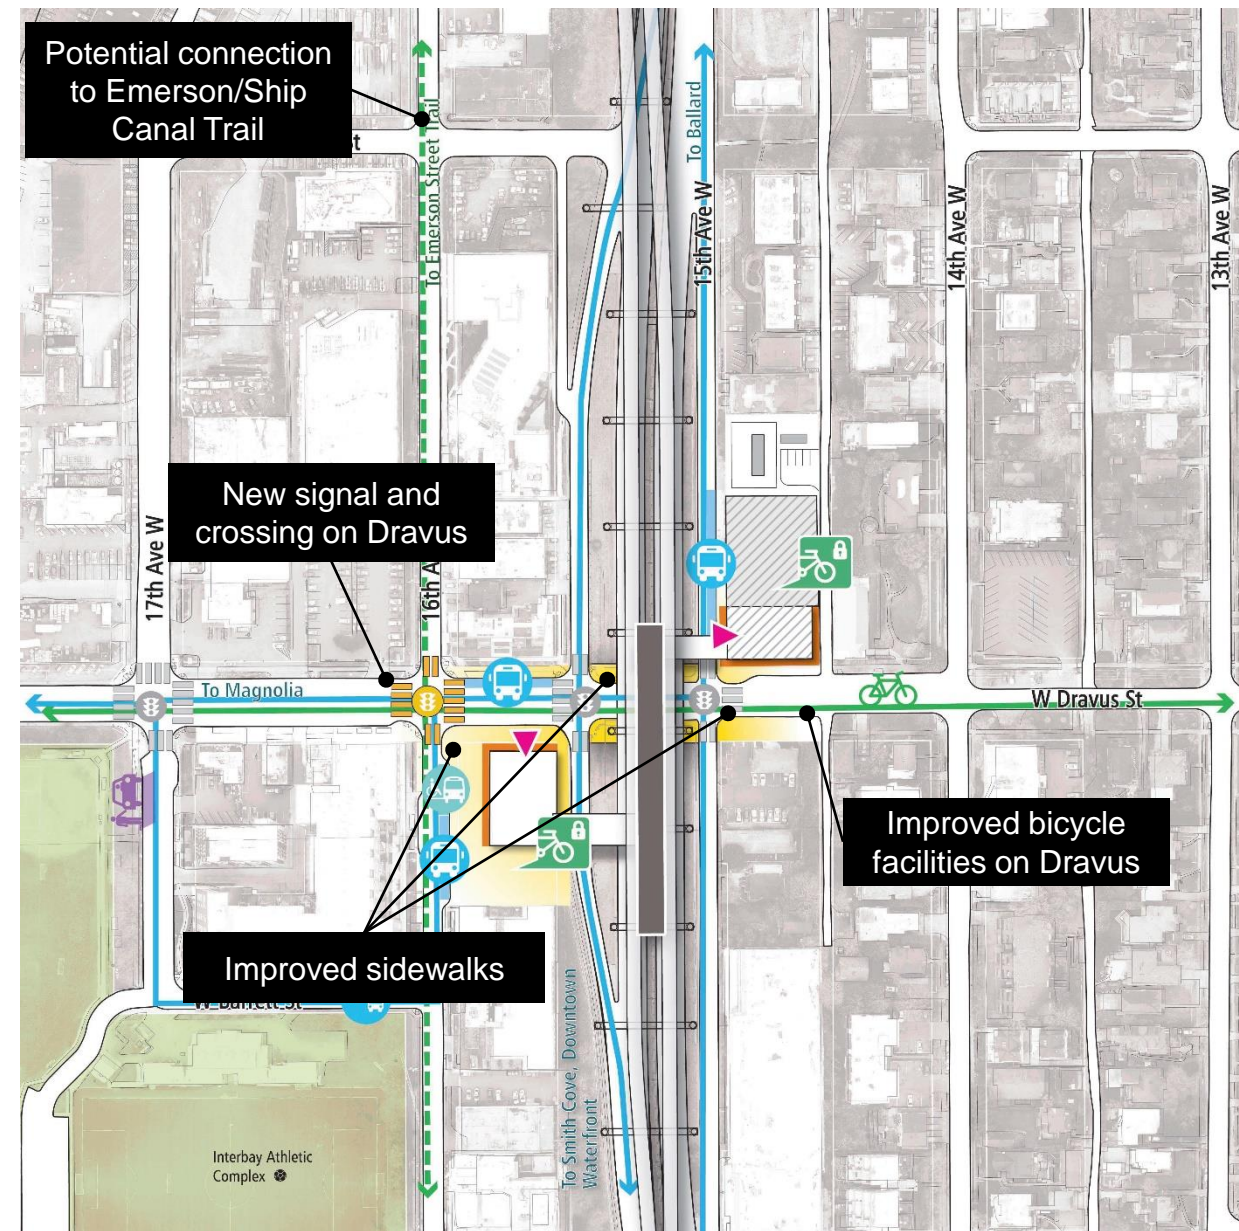 Potential connection
to Emerson/Ship
Canal Trail
To Emerson Street Trail
To Ballard
15th Ave W
14th Ave W
13th Ave W
New signal and
crossing on Dravus
17th Ave W
To Magnolia
W Dravus St
Improved bicycle
facilities on Dravus
Improved sidewalks
To Smith Cove, Downtown
Waterfront
Interbay Athletic
Complex